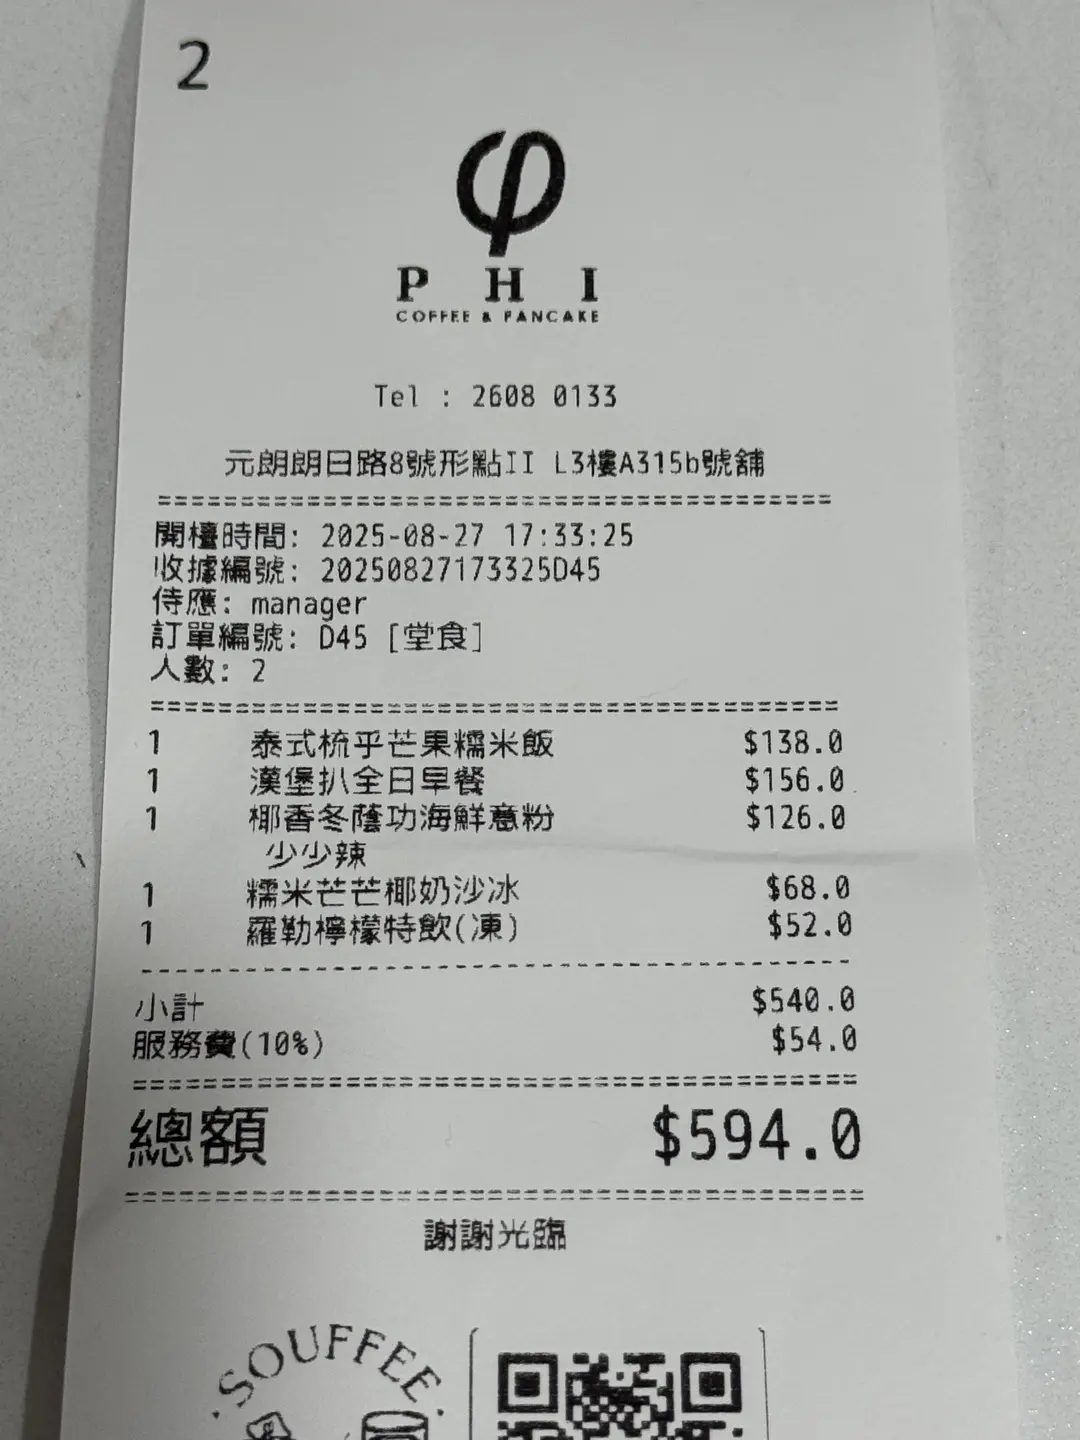 2
φ
P H I
COFFEE & PANCAKE
Tel : 2608 0133
元朗朗日路8號形點II L3樓A315b號舖
================================
開檯時間: 2025-08-27 17:33:25
收據編號: 20250827173325D45
侍應: manager
訂單編號: D45 [堂食]
人數: 2
================================
1 泰式梳乎芒果糯米飯 $138.0
1 漢堡扒全日早餐 $156.0
1 椰香冬蔭功海鮮意粉 $126.0
少少辣
1 糯米芒芒椰奶沙冰 $68.0
1 羅勒檸檬特飲(凍) $52.0
--------------------------------
小計 $540.0
服務費(10%) $54.0
================================
總額 $594.0
================================
謝謝光臨
·SOUFFEE·